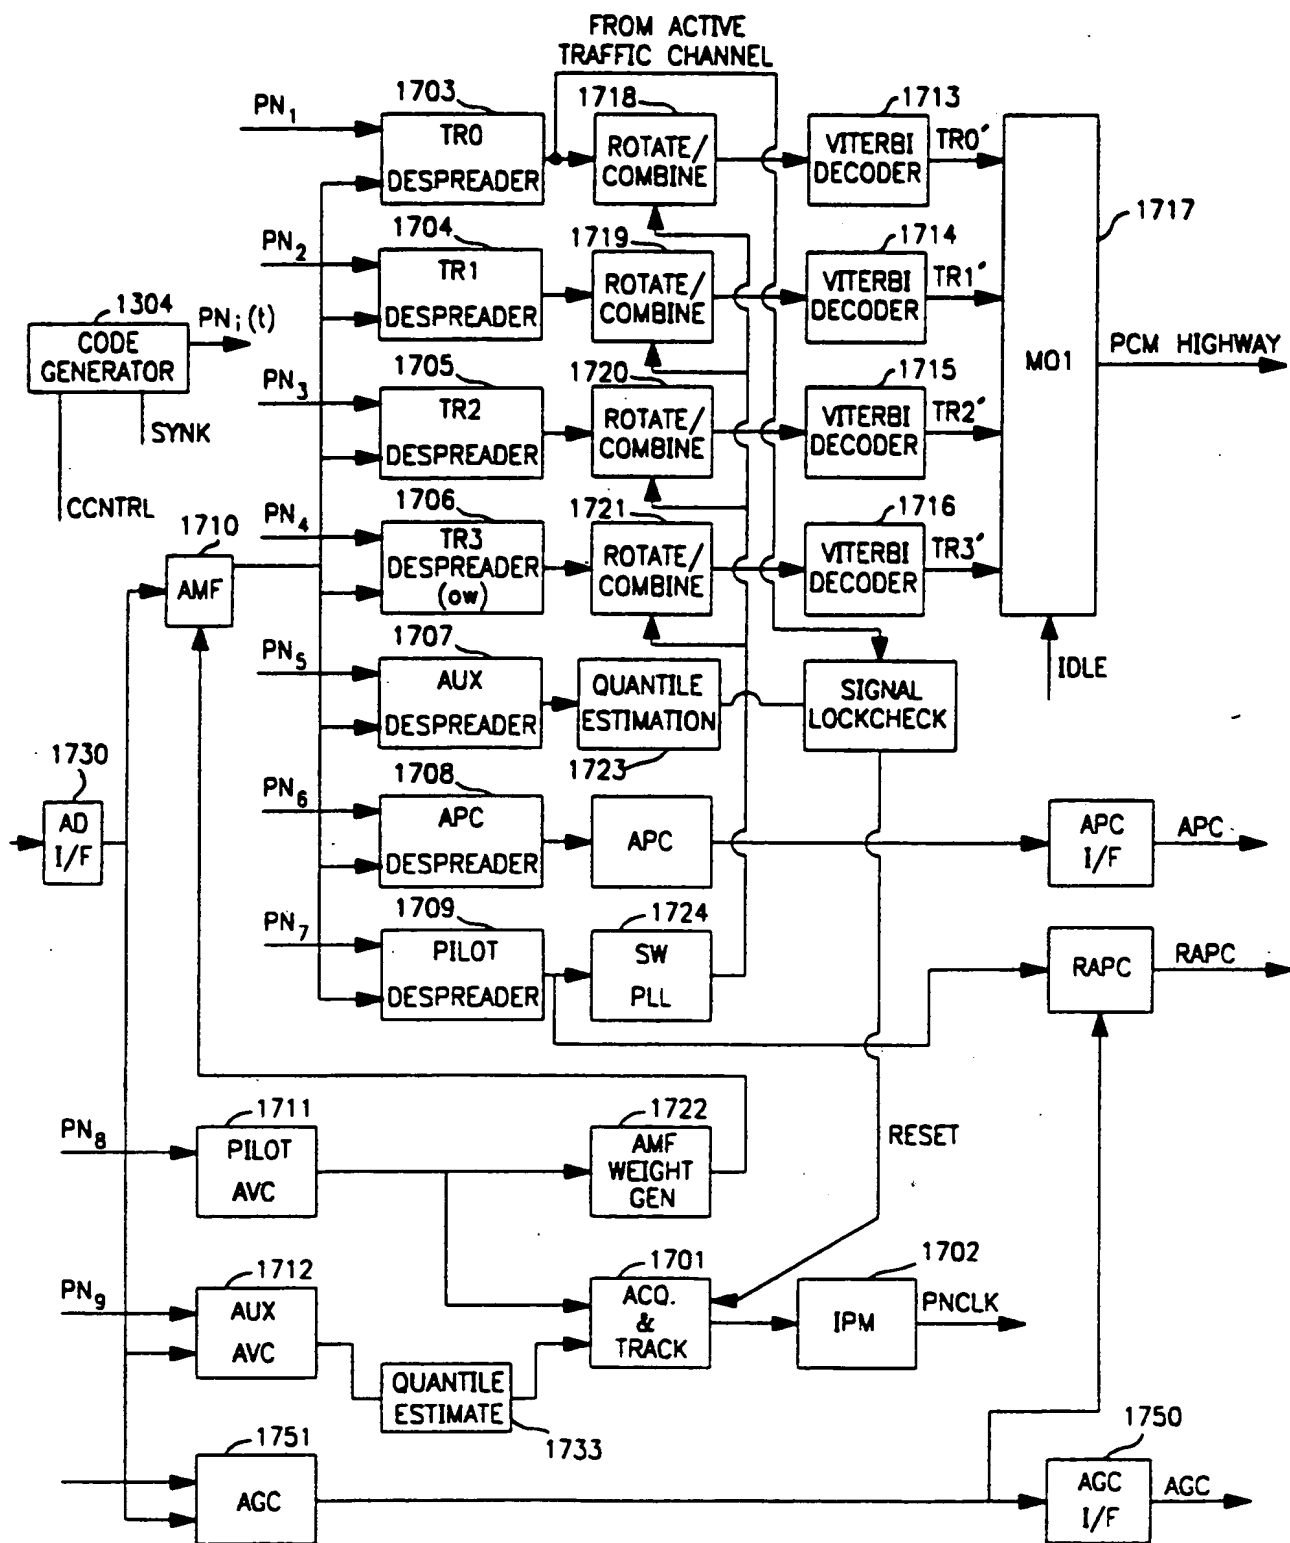 FROM ACTIVE
TRAFFIC CHANNEL
1703
1718
1713
PN1
TR0
DESPREADER
ROTATE/
COMBINE
VITERBI
DECODER
TR0'
1717
1704
1719
1714
PN2
TR1
DESPREADER
ROTATE/
COMBINE
VITERBI
DECODER
TR1'
1304
CODE
GENERATOR
PNi(t)
M01
PCM HIGHWAY
SYNK
CCNTRL
1705
1720
1715
PN3
TR2
DESPREADER
ROTATE/
COMBINE
VITERBI
DECODER
TR2'
1706
1721
1716
PN4
TR3
DESPREADER
(OW)
ROTATE/
COMBINE
VITERBI
DECODER
TR3'
1710
AMF
IDLE
1707
PN5
AUX
DESPREADER
QUANTILE
ESTIMATION
1723
SIGNAL
LOCKCHECK
1730
AD
I/F
1708
PN6
APC
DESPREADER
APC
APC
I/F
APC
1709
1724
PN7
PILOT
DESPREADER
SW
PLL
RAPC
RAPC
1711
1722
PN8
PILOT
AVC
AMF
WEIGHT
GEN
RESET
1712
1701
1702
PN9
AUX
AVC
ACQ.
&
TRACK
IPM
PNCLK
QUANTILE
ESTIMATE
1733
1751
AGC
1750
AGC
I/F
AGC